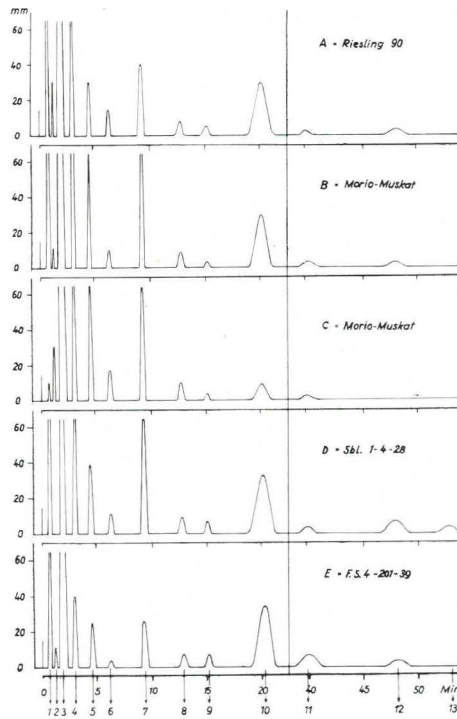 mm
60
40
20
0
A = Riesling 90
60
40
20
0
B = Morio-Muskat
60
40
20
0
C = Morio-Muskat
60
40
20
0
D = Sbl. 1-4-28
60
40
20
0
E = F.S. 4-201-39
0 5 10 15 20 40 45 50 Min
1 2 3 4 5 6 7 8 9 10 11 12 13